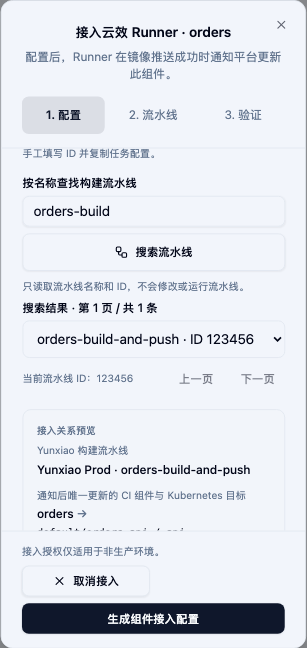 接入云效 Runner · orders
配置后，Runner 在镜像推送成功时通知平台更新
此组件。
1. 配置
2. 流水线
3. 验证
手工填写 ID 并复制任务配置。
按名称查找构建流水线
orders-build
搜索流水线
只读取流水线名称和 ID，不会修改或运行流水线。
搜索结果 · 第 1 页 / 共 1 条
orders-build-and-push · ID 123456
当前流水线 ID：123456
上一页
下一页
接入关系预览
Yunxiao 构建流水线
Yunxiao Prod · orders-build-and-push
通知后唯一更新的 CI 组件与 Kubernetes 目标
orders →
接入授权仅适用于非生产环境。
取消接入
生成组件接入配置